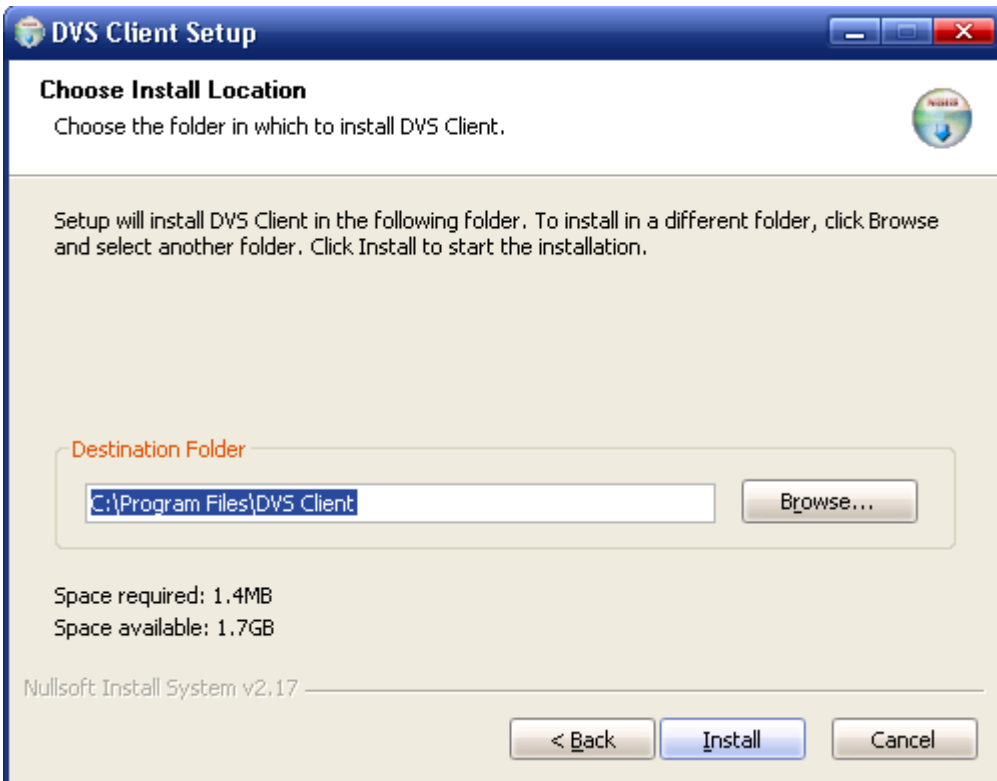 DVS Client Setup
Choose Install Location
Choose the folder in which to install DVS Client.
Setup will install DVS Client in the following folder. To install in a different folder, click Browse
and select another folder. Click Install to start the installation.
Destination Folder
C:\Program Files\DVS Client
Browse...
Space required: 1.4MB
Space available: 1.7GB
Nullsoft Install System v2.17
< Back
Install
Cancel